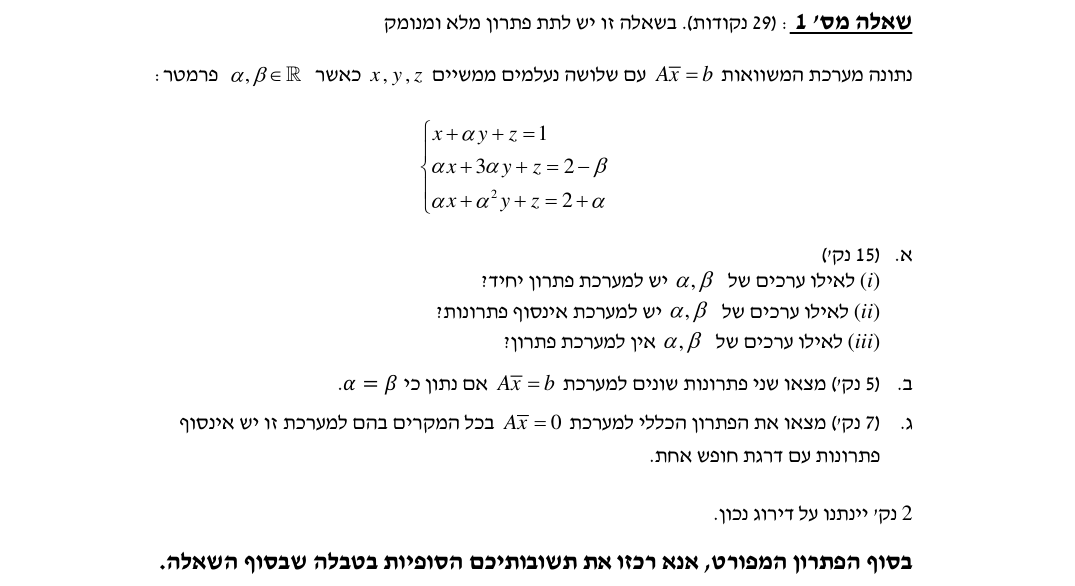 שאלה מס׳ 1 : (29 נקודות). בשאלה זו יש לתת פתרון מלא ומנומק
נתונה מערכת המשוואות Ax̅ = b עם שלושה נעלמים ממשיים x, y, z כאשר α, β ∈ ℝ פרמטר:
x + αy + z = 1
αx + 3αy + z = 2 − β
αx + α²y + z = 2 + α
א. (15 נק׳)
(i) לאילו ערכים של α, β יש למערכת פתרון יחיד?
(ii) לאילו ערכים של α, β יש למערכת אינסוף פתרונות?
(iii) לאילו ערכים של α, β אין למערכת פתרון?
ב. (5 נק׳) מצאו שני פתרונות שונים למערכת Ax̅ = b אם נתון כי α = β.
ג. (7 נק׳) מצאו את הפתרון הכללי למערכת Ax̅ = 0 בכל המקרים בהם למערכת זו יש אינסוף
פתרונות עם דרגת חופש אחת.
2 נק׳ יינתנו על דירוג נכון.
בסוף הפתרון המפורט, אנא רכזו את תשובותיכם הסופיות בטבלה שבסוף השאלה.